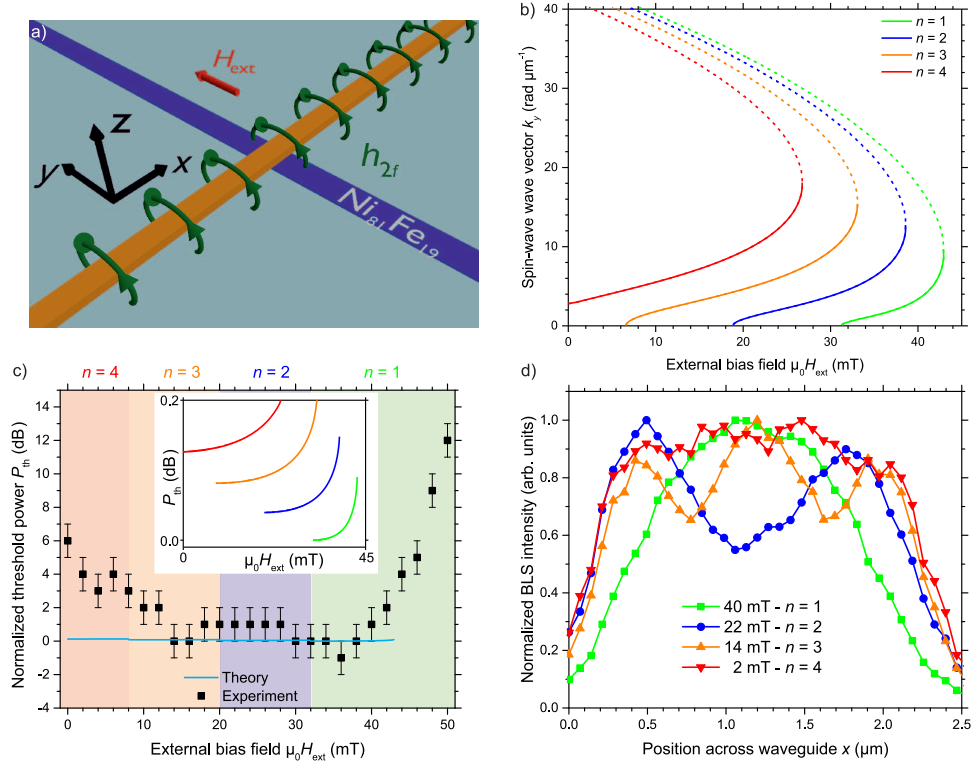 a)
H_ext
z
y
x
h_2f
Ni_81Fe_19
b)
Spin-wave wave vector k_y (rad µm⁻¹)
40
30
20
10
0
n = 1
n = 2
n = 3
n = 4
0 10 20 30 40
External bias field µ₀H_ext (mT)
c)
n = 4 n = 3 n = 2 n = 1
Normalized threshold power P_th (dB)
14
12
10
8
6
4
2
0
-2
-4
0.2
P_th (dB)
0.0
0 45
µ₀H_ext (mT)
Theory
Experiment
0 10 20 30 40 50
External bias field µ₀H_ext (mT)
d)
Normalized BLS intensity (arb. units)
1.0
0.8
0.6
0.4
0.2
0.0
40 mT - n = 1
22 mT - n = 2
14 mT - n = 3
2 mT - n = 4
0.0 0.5 1.0 1.5 2.0 2.5
Position across waveguide x (µm)